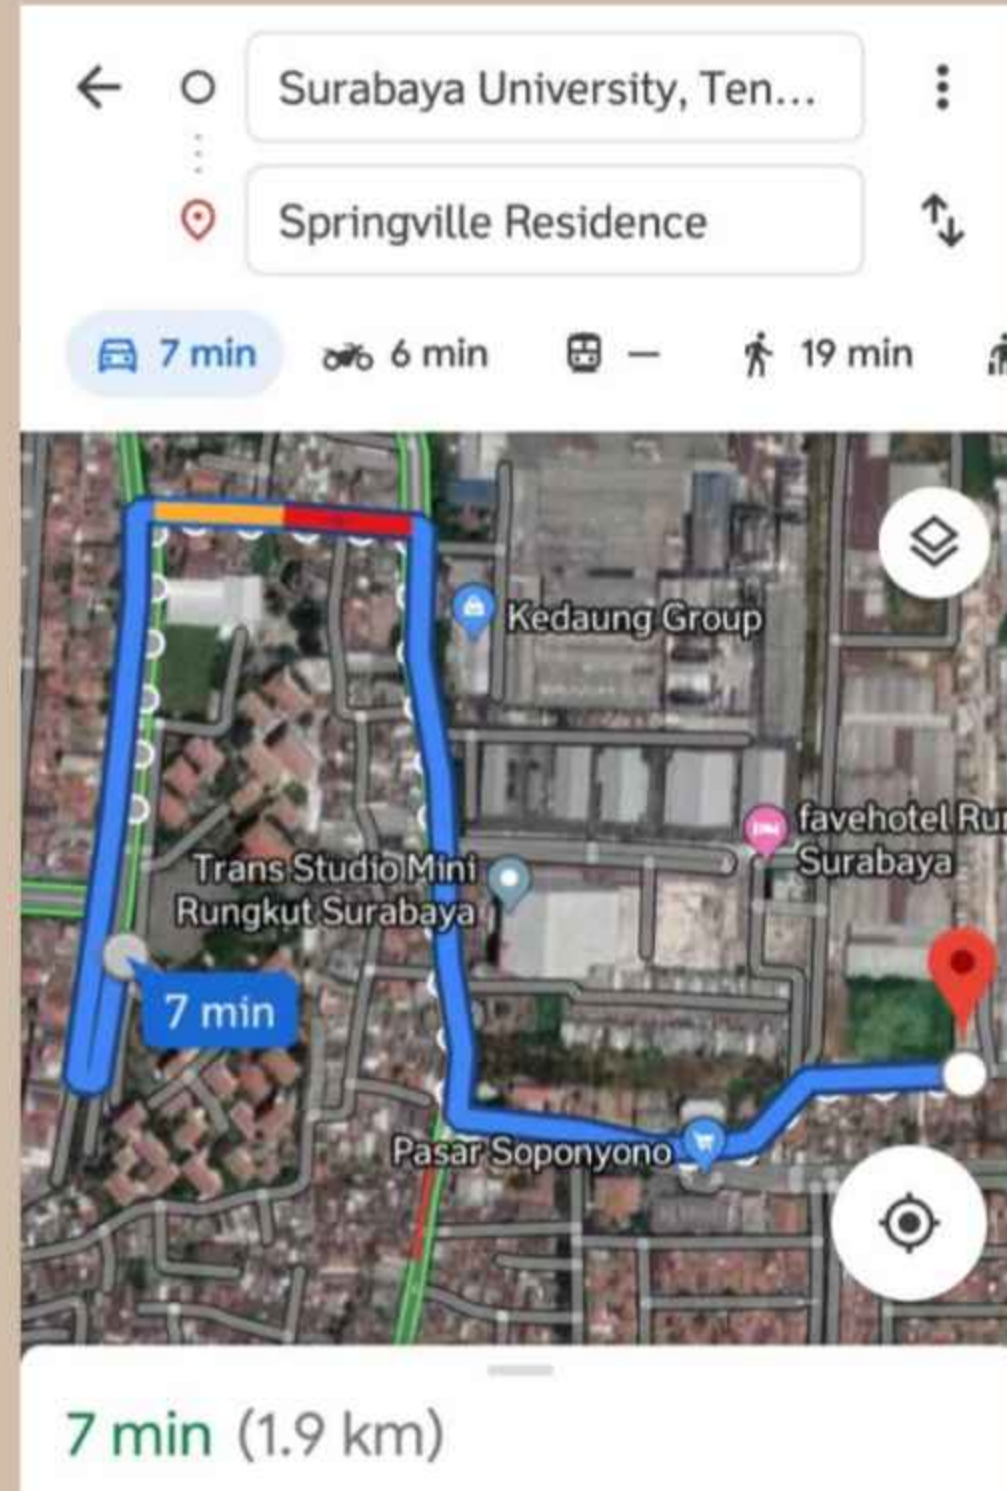 Surabaya University, Ten...
Springville Residence
7 min
6 min
—
19 min
Kedaung Group
favehotel Ru
Surabaya
Trans Studio Mini
Rungkut Surabaya
7 min
Pasar Soponyono
7 min (1.9 km)